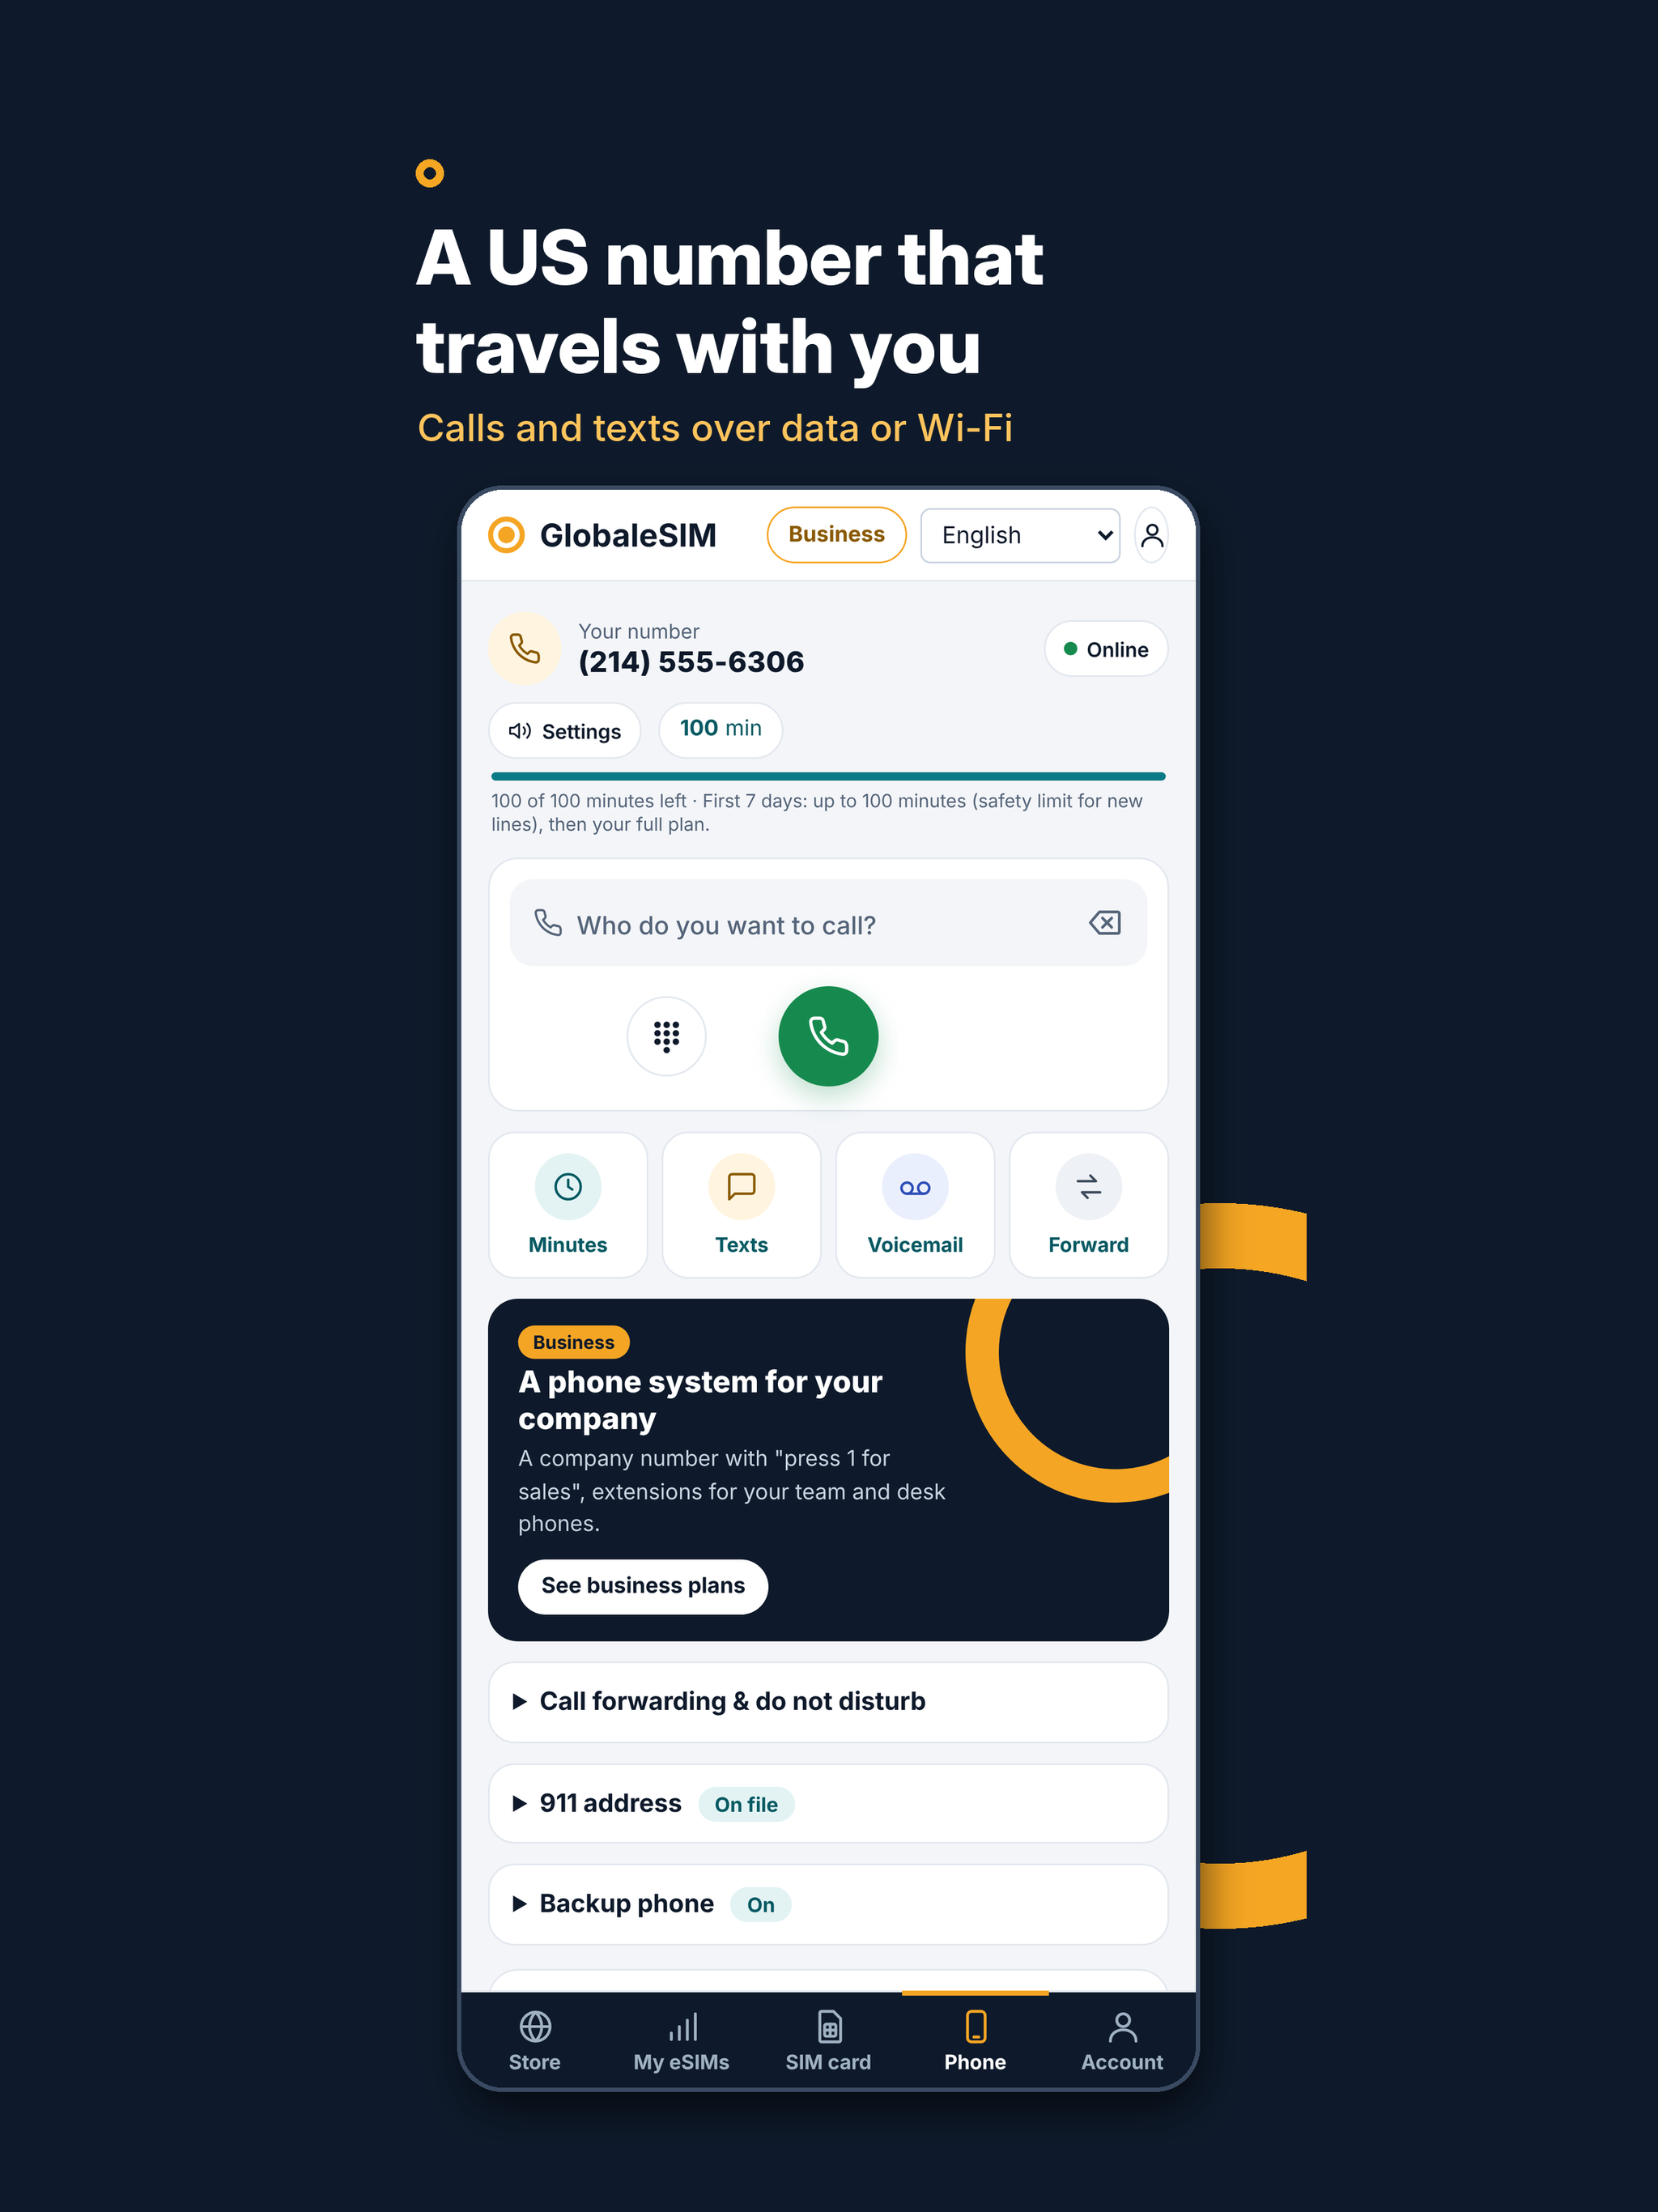 A US number that
travels with you
Calls and texts over data or Wi-Fi
GlobaleSIM
Business
English
Your number
(214) 555-6306
Online
Settings
100 min
100 of 100 minutes left · First 7 days: up to 100 minutes (safety limit for new
lines), then your full plan.
Who do you want to call?
Minutes
Texts
Voicemail
Forward
Business
A phone system for your
company
A company number with "press 1 for
sales", extensions for your team and desk
phones.
See business plans
Call forwarding & do not disturb
911 address
On file
Backup phone
On
Store
My eSIMs
SIM card
Phone
Account